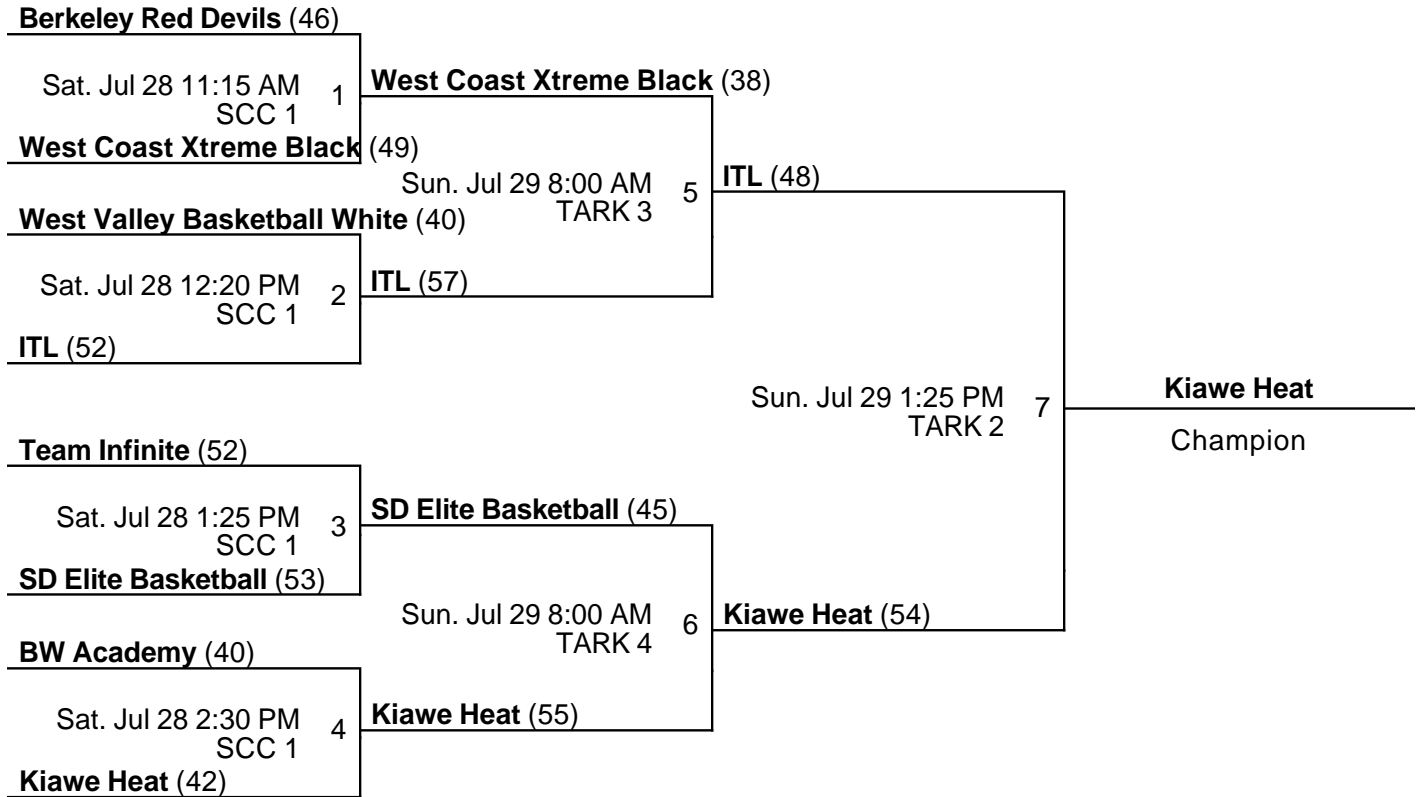 Berkeley Red Devils (46)
Sat. Jul 28 11:15 AM
SCC 1
1
West Coast Xtreme Black (49)
West Coast Xtreme Black (38)
West Valley Basketball White (40)
Sat. Jul 28 12:20 PM
SCC 1
2
ITL (52)
ITL (57)
Sun. Jul 29 8:00 AM
TARK 3
5
ITL (48)
Team Infinite (52)
Sat. Jul 28 1:25 PM
SCC 1
3
SD Elite Basketball (53)
SD Elite Basketball (45)
BW Academy (40)
Sat. Jul 28 2:30 PM
SCC 1
4
Kiawe Heat (42)
Kiawe Heat (55)
Sun. Jul 29 8:00 AM
TARK 4
6
Kiawe Heat (54)
Sun. Jul 29 1:25 PM
TARK 2
7
Kiawe Heat
Champion